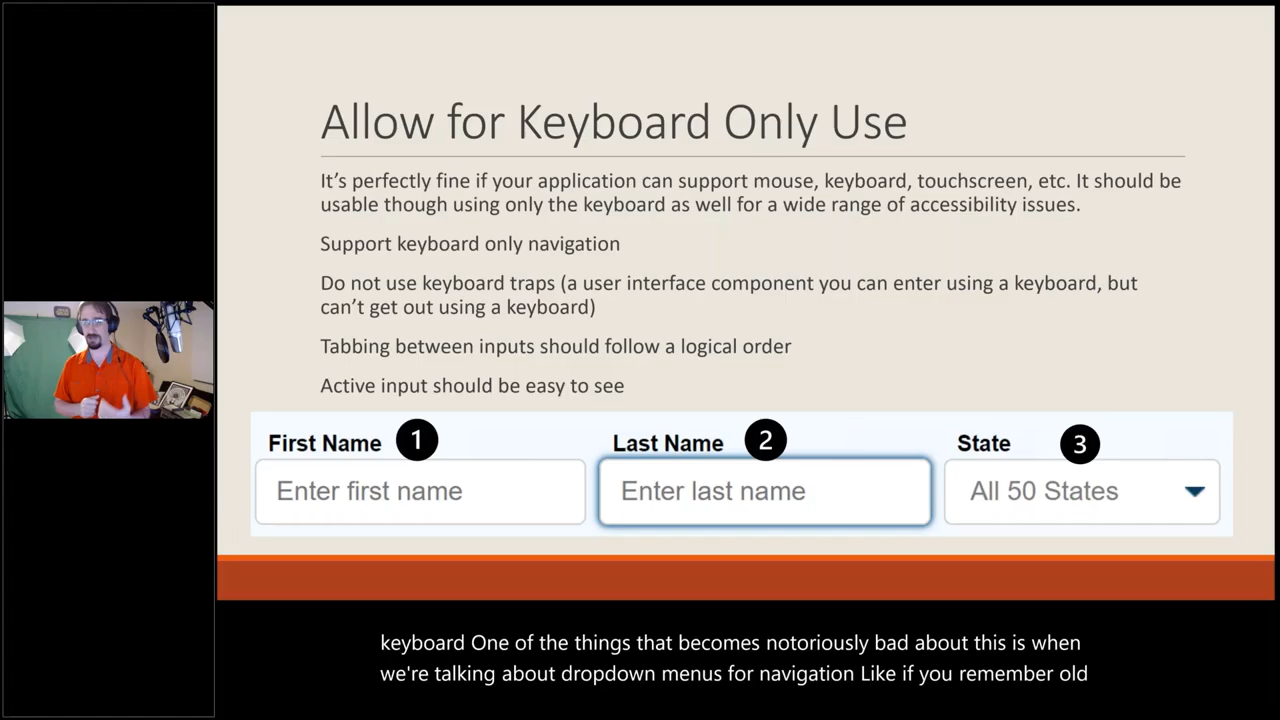 Allow for Keyboard Only Use
It’s perfectly fine if your application can support mouse, keyboard, touchscreen, etc. It should be
usable though using only the keyboard as well for a wide range of accessibility issues.
Support keyboard only navigation
Do not use keyboard traps (a user interface component you can enter using a keyboard, but
can’t get out using a keyboard)
Tabbing between inputs should follow a logical order
Active input should be easy to see
First Name 1 Last Name 2 State 3
Enter first name Enter last name All 50 States
keyboard One of the things that becomes notoriously bad about this is when
we're talking about dropdown menus for navigation Like if you remember old